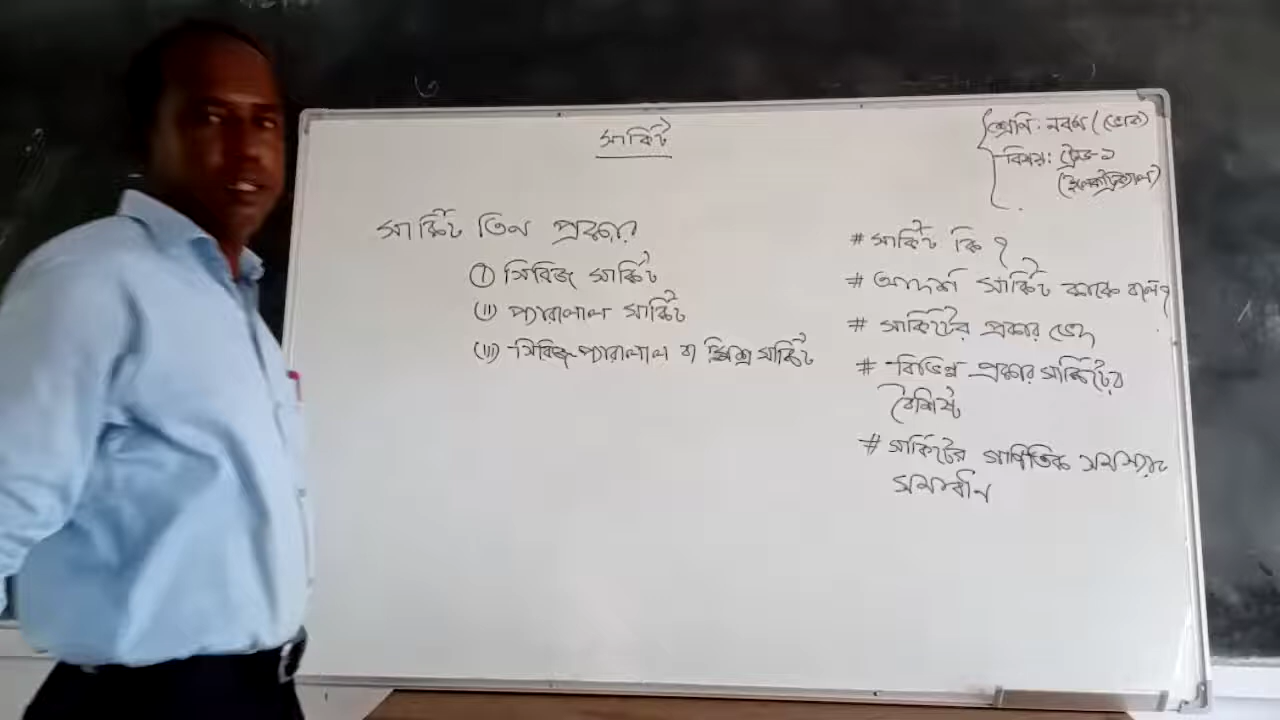 সার্কিট
শ্রেণি: নবম (ভোক)
বিষয়: ট্রেড-১
(ইলেকট্রিক্যাল)
সার্কিট তিন প্রকার
(i) সিরিজ সার্কিট
(ii) প্যারালাল সার্কিট
(iii) সিরিজ-প্যারালাল বা মিশ্র সার্কিট
# সার্কিট কি ?
# আদর্শ সার্কিট কাকে বলে?
# সার্কিটের প্রকার ভেদ
# বিভিন্ন প্রকার সার্কিটের
বৈশিষ্ট
# সার্কিটের গাণিতিক সমস্যার
সমাধান